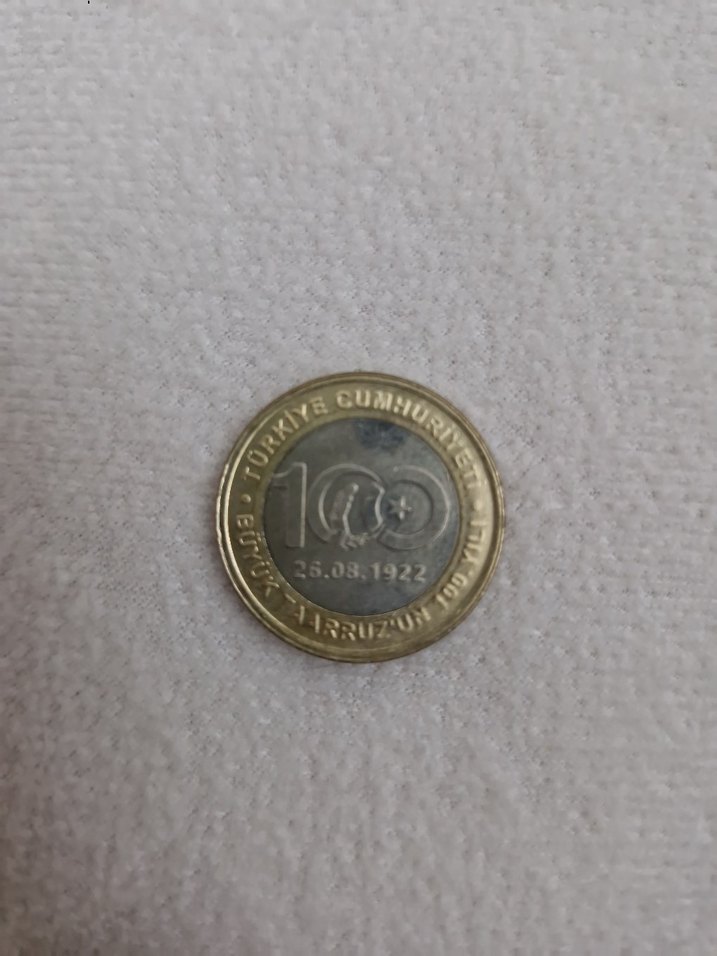 TÜRKİYE CUMHURİYETİ
100
26.08.1922
BÜYÜK TAARRUZ'UN 100. YILI